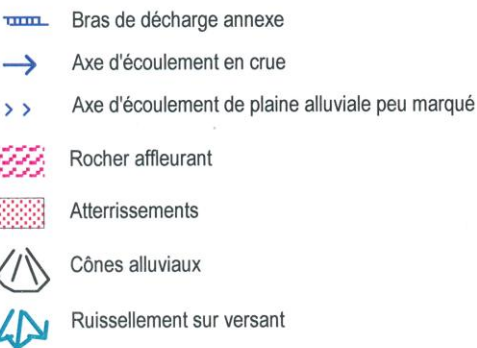 Bras de décharge annexe
Axe d'écoulement en crue
Axe d'écoulement de plaine alluviale peu marqué
Rocher affleurant
Atterrissements
Cônes alluviaux
Ruissellement sur versant